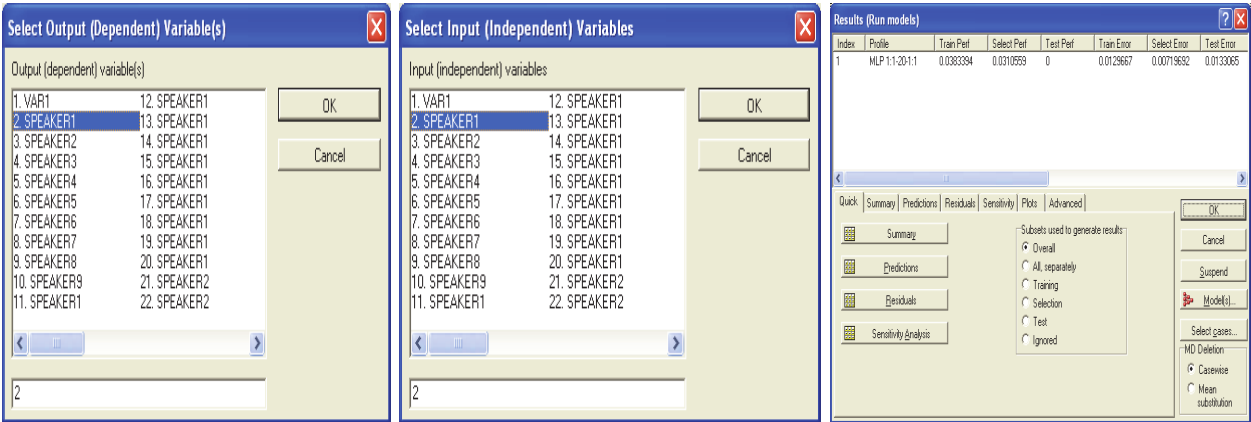 Select Output (Dependent) Variable(s)
Output (dependent) variable(s)
1. VAR1
2. SPEAKER1
3. SPEAKER2
4. SPEAKER3
5. SPEAKER4
6. SPEAKER5
7. SPEAKER6
8. SPEAKER7
9. SPEAKER8
10. SPEAKER9
11. SPEAKER1
12. SPEAKER1
13. SPEAKER1
14. SPEAKER1
15. SPEAKER1
16. SPEAKER1
17. SPEAKER1
18. SPEAKER1
19. SPEAKER1
20. SPEAKER1
21. SPEAKER2
22. SPEAKER2
OK
Cancel
2
Select Input (Independent) Variables
Input (independent) variables
1. VAR1
2. SPEAKER1
3. SPEAKER2
4. SPEAKER3
5. SPEAKER4
6. SPEAKER5
7. SPEAKER6
8. SPEAKER7
9. SPEAKER8
10. SPEAKER9
11. SPEAKER1
12. SPEAKER1
13. SPEAKER1
14. SPEAKER1
15. SPEAKER1
16. SPEAKER1
17. SPEAKER1
18. SPEAKER1
19. SPEAKER1
20. SPEAKER1
21. SPEAKER2
22. SPEAKER2
OK
Cancel
2
Results (Run models)
Index Profile Train Perf Select Perf Test Perf Train Error Select Error Test Error
1 MLP 1:1-20-1:1 0.0383394 0.0310559 0 0.0129667 0.00719692 0.0133065
Quick Summary Predictions Residuals Sensitivity Plots Advanced
Summary
Predictions
Residuals
Sensitivity Analysis
Subsets used to generate results
Overall
All, separately
Training
Selection
Test
Ignored
OK
Cancel
Suspend
Model(s)...
Select cases...
MD Deletion
Casewise
Mean
substitution